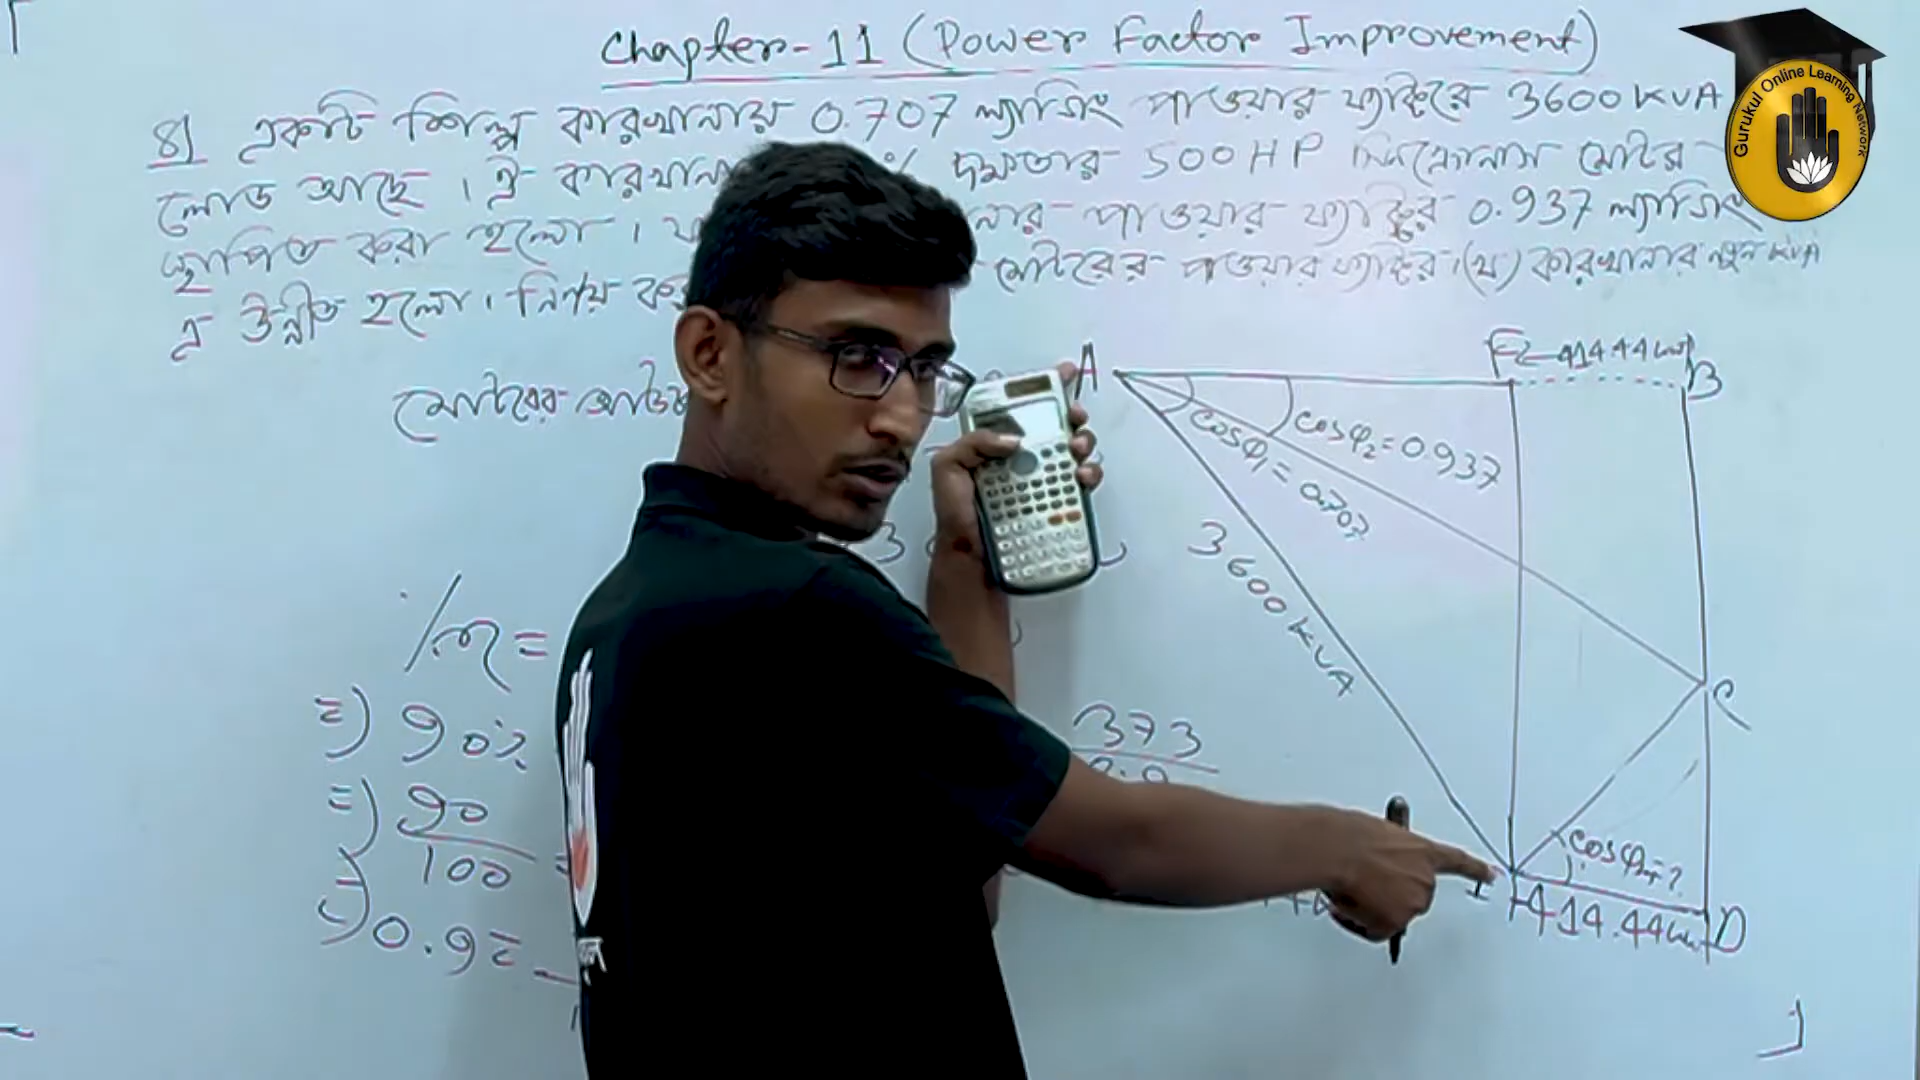 Chapter-11 (Power Factor Improvement)
৪) একটি শিল্প কারখানায় 0.707 ল্যাগিং পাওয়ার ফ্যাক্টরে 3600 KVA
লোড আছে। ঐ % দক্ষতার 500 HP সিনক্রোনাস মোটর
স্থাপিত করা হলো। পাওয়ার ফ্যাক্টর 0.937 ল্যাগিং
এ উন্নীত হলো। নির্ণয় মোটরের পাওয়ার ফ্যাক্টর (খ) কারখানার নতুন KVA
Gurukul Online Learning Network
A
414.44 kW
B
মোটরের
cosφ₂=0.937
cosφ₁ = 0.707
3600 KVA
%η =
⇒) 90%
373
C
⇒) 90
100
cosφm=?
⇒) 0.9 =
414.44 kW
D